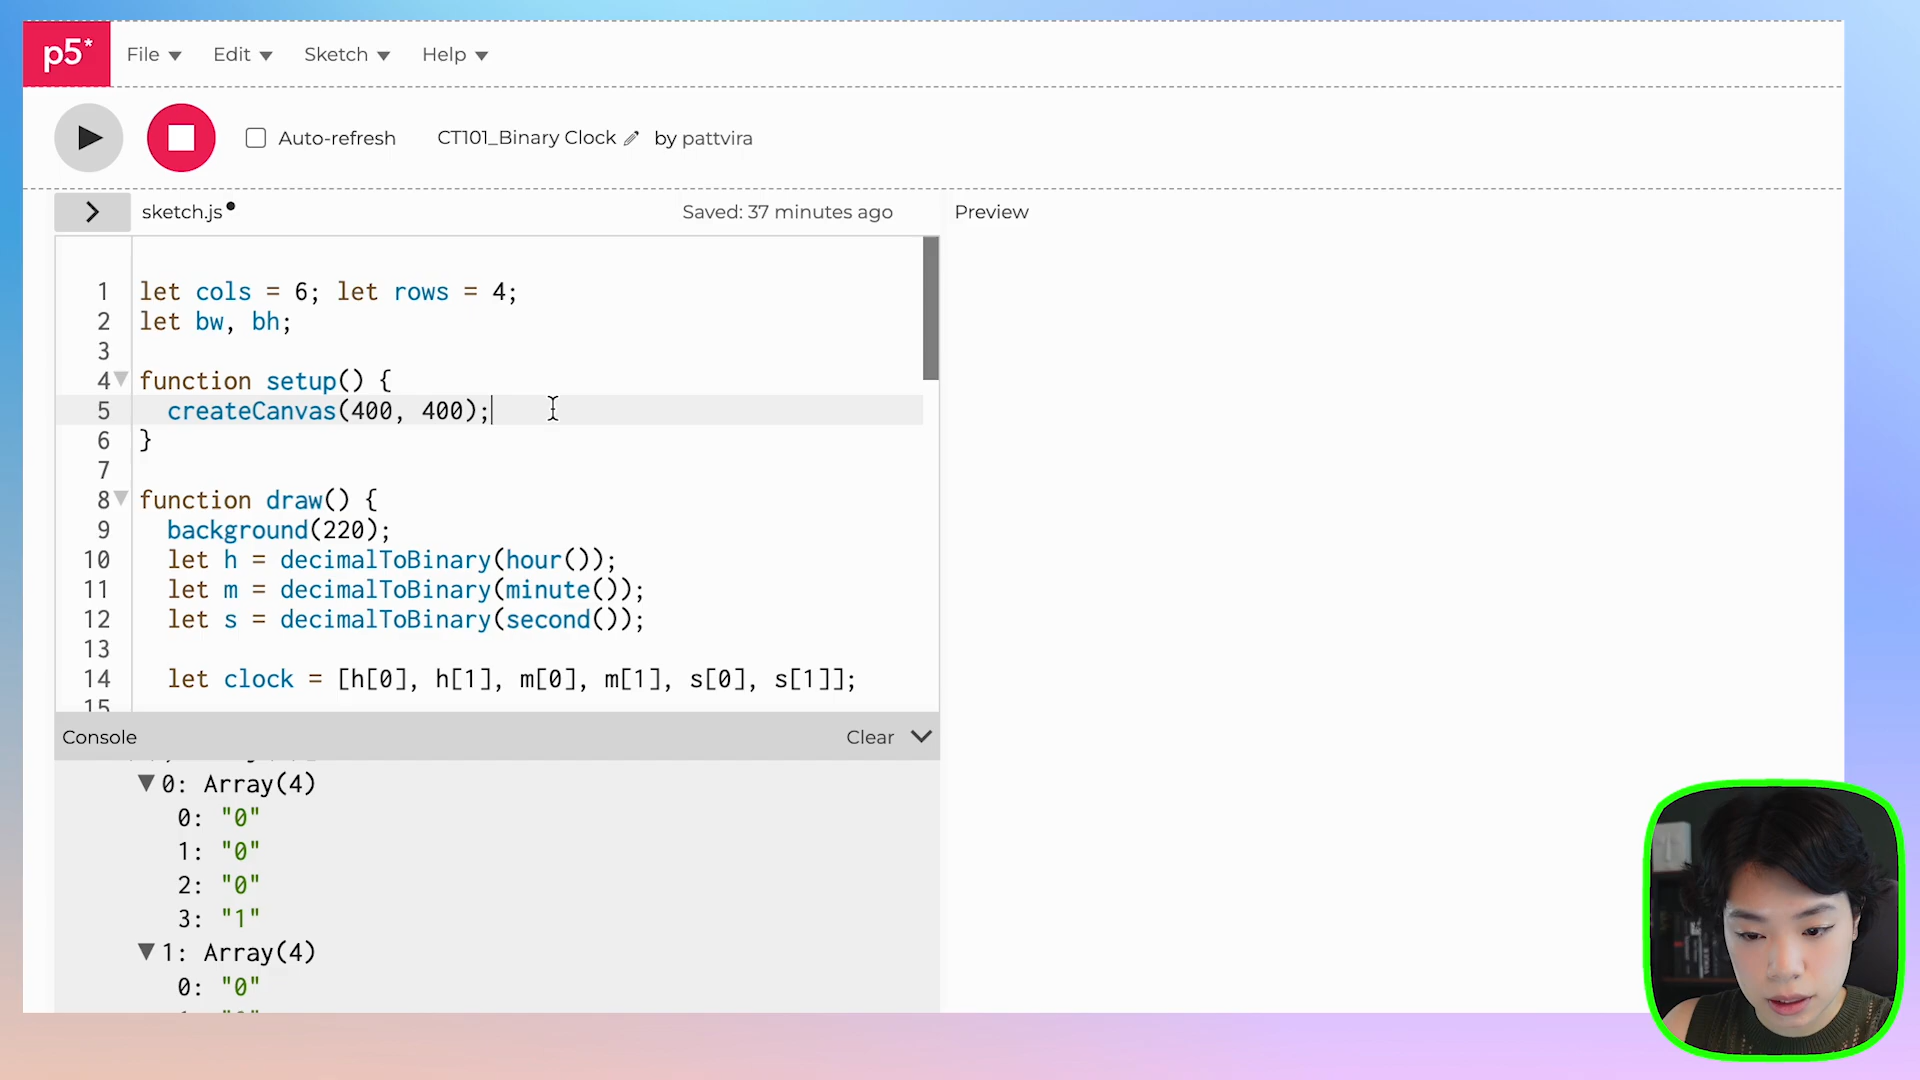 p5*
File Edit Sketch Help
Auto-refresh CT101_Binary Clock by pattvira
sketch.js Saved: 37 minutes ago Preview
1 let cols = 6; let rows = 4;
2 let bw, bh;
3
4 function setup() {
5 createCanvas(400, 400);
6 }
7
8 function draw() {
9 background(220);
10 let h = decimalToBinary(hour());
11 let m = decimalToBinary(minute());
12 let s = decimalToBinary(second());
13
14 let clock = [h[0], h[1], m[0], m[1], s[0], s[1]];
15
Console Clear
0: Array(4)
0: "0"
1: "0"
2: "0"
3: "1"
1: Array(4)
0: "0"